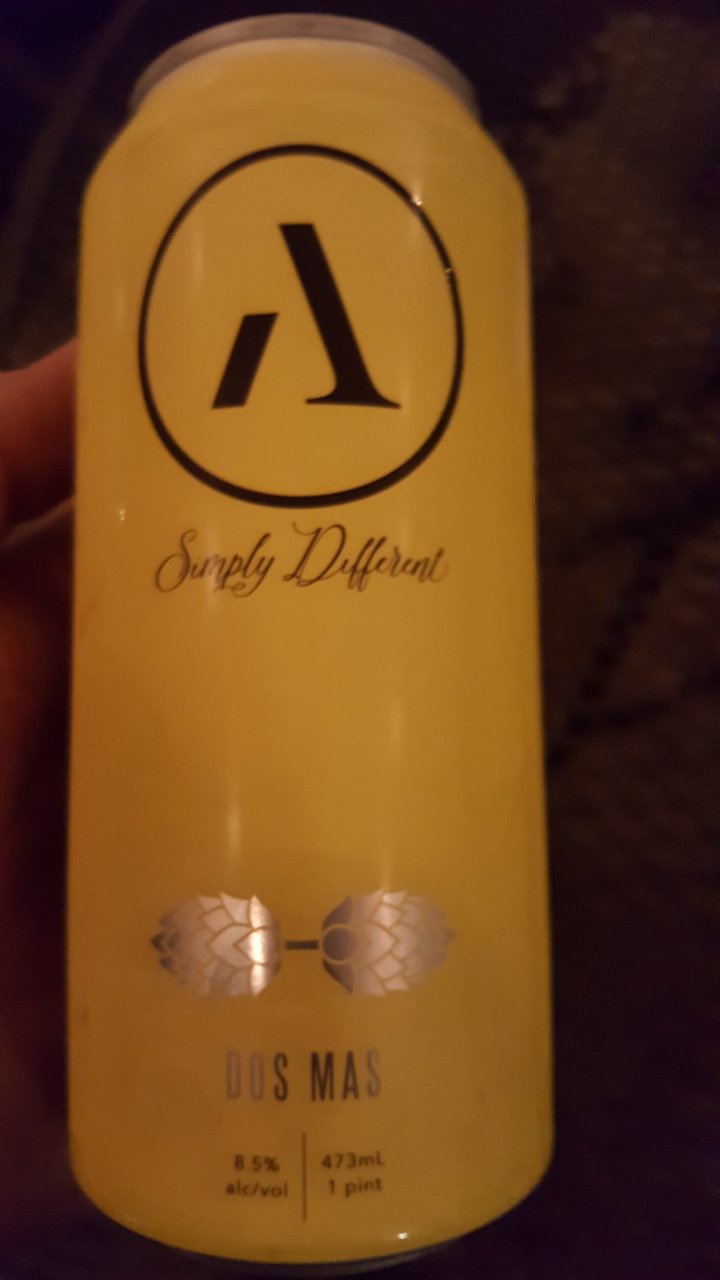 A
Simply Different
DOS MAS
8.5% 473mL
alc/vol 1 pint